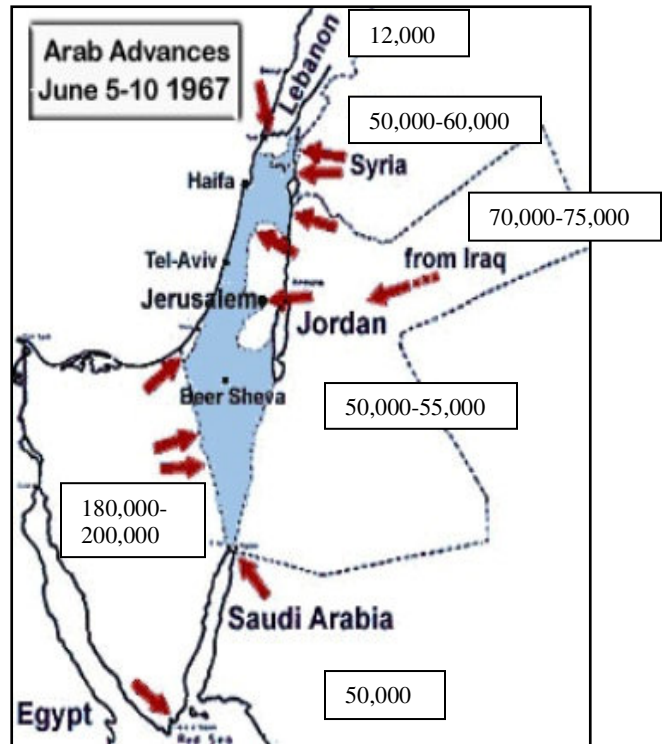 Arab Advances
June 5-10 1967
12,000
Lebanon
50,000-60,000
Syria
Haifa
70,000-75,000
from Iraq
Tel-Aviv
Jerusalem
Jordan
Beer Sheva
50,000-55,000
180,000-
200,000
Saudi Arabia
50,000
Egypt
Red Sea